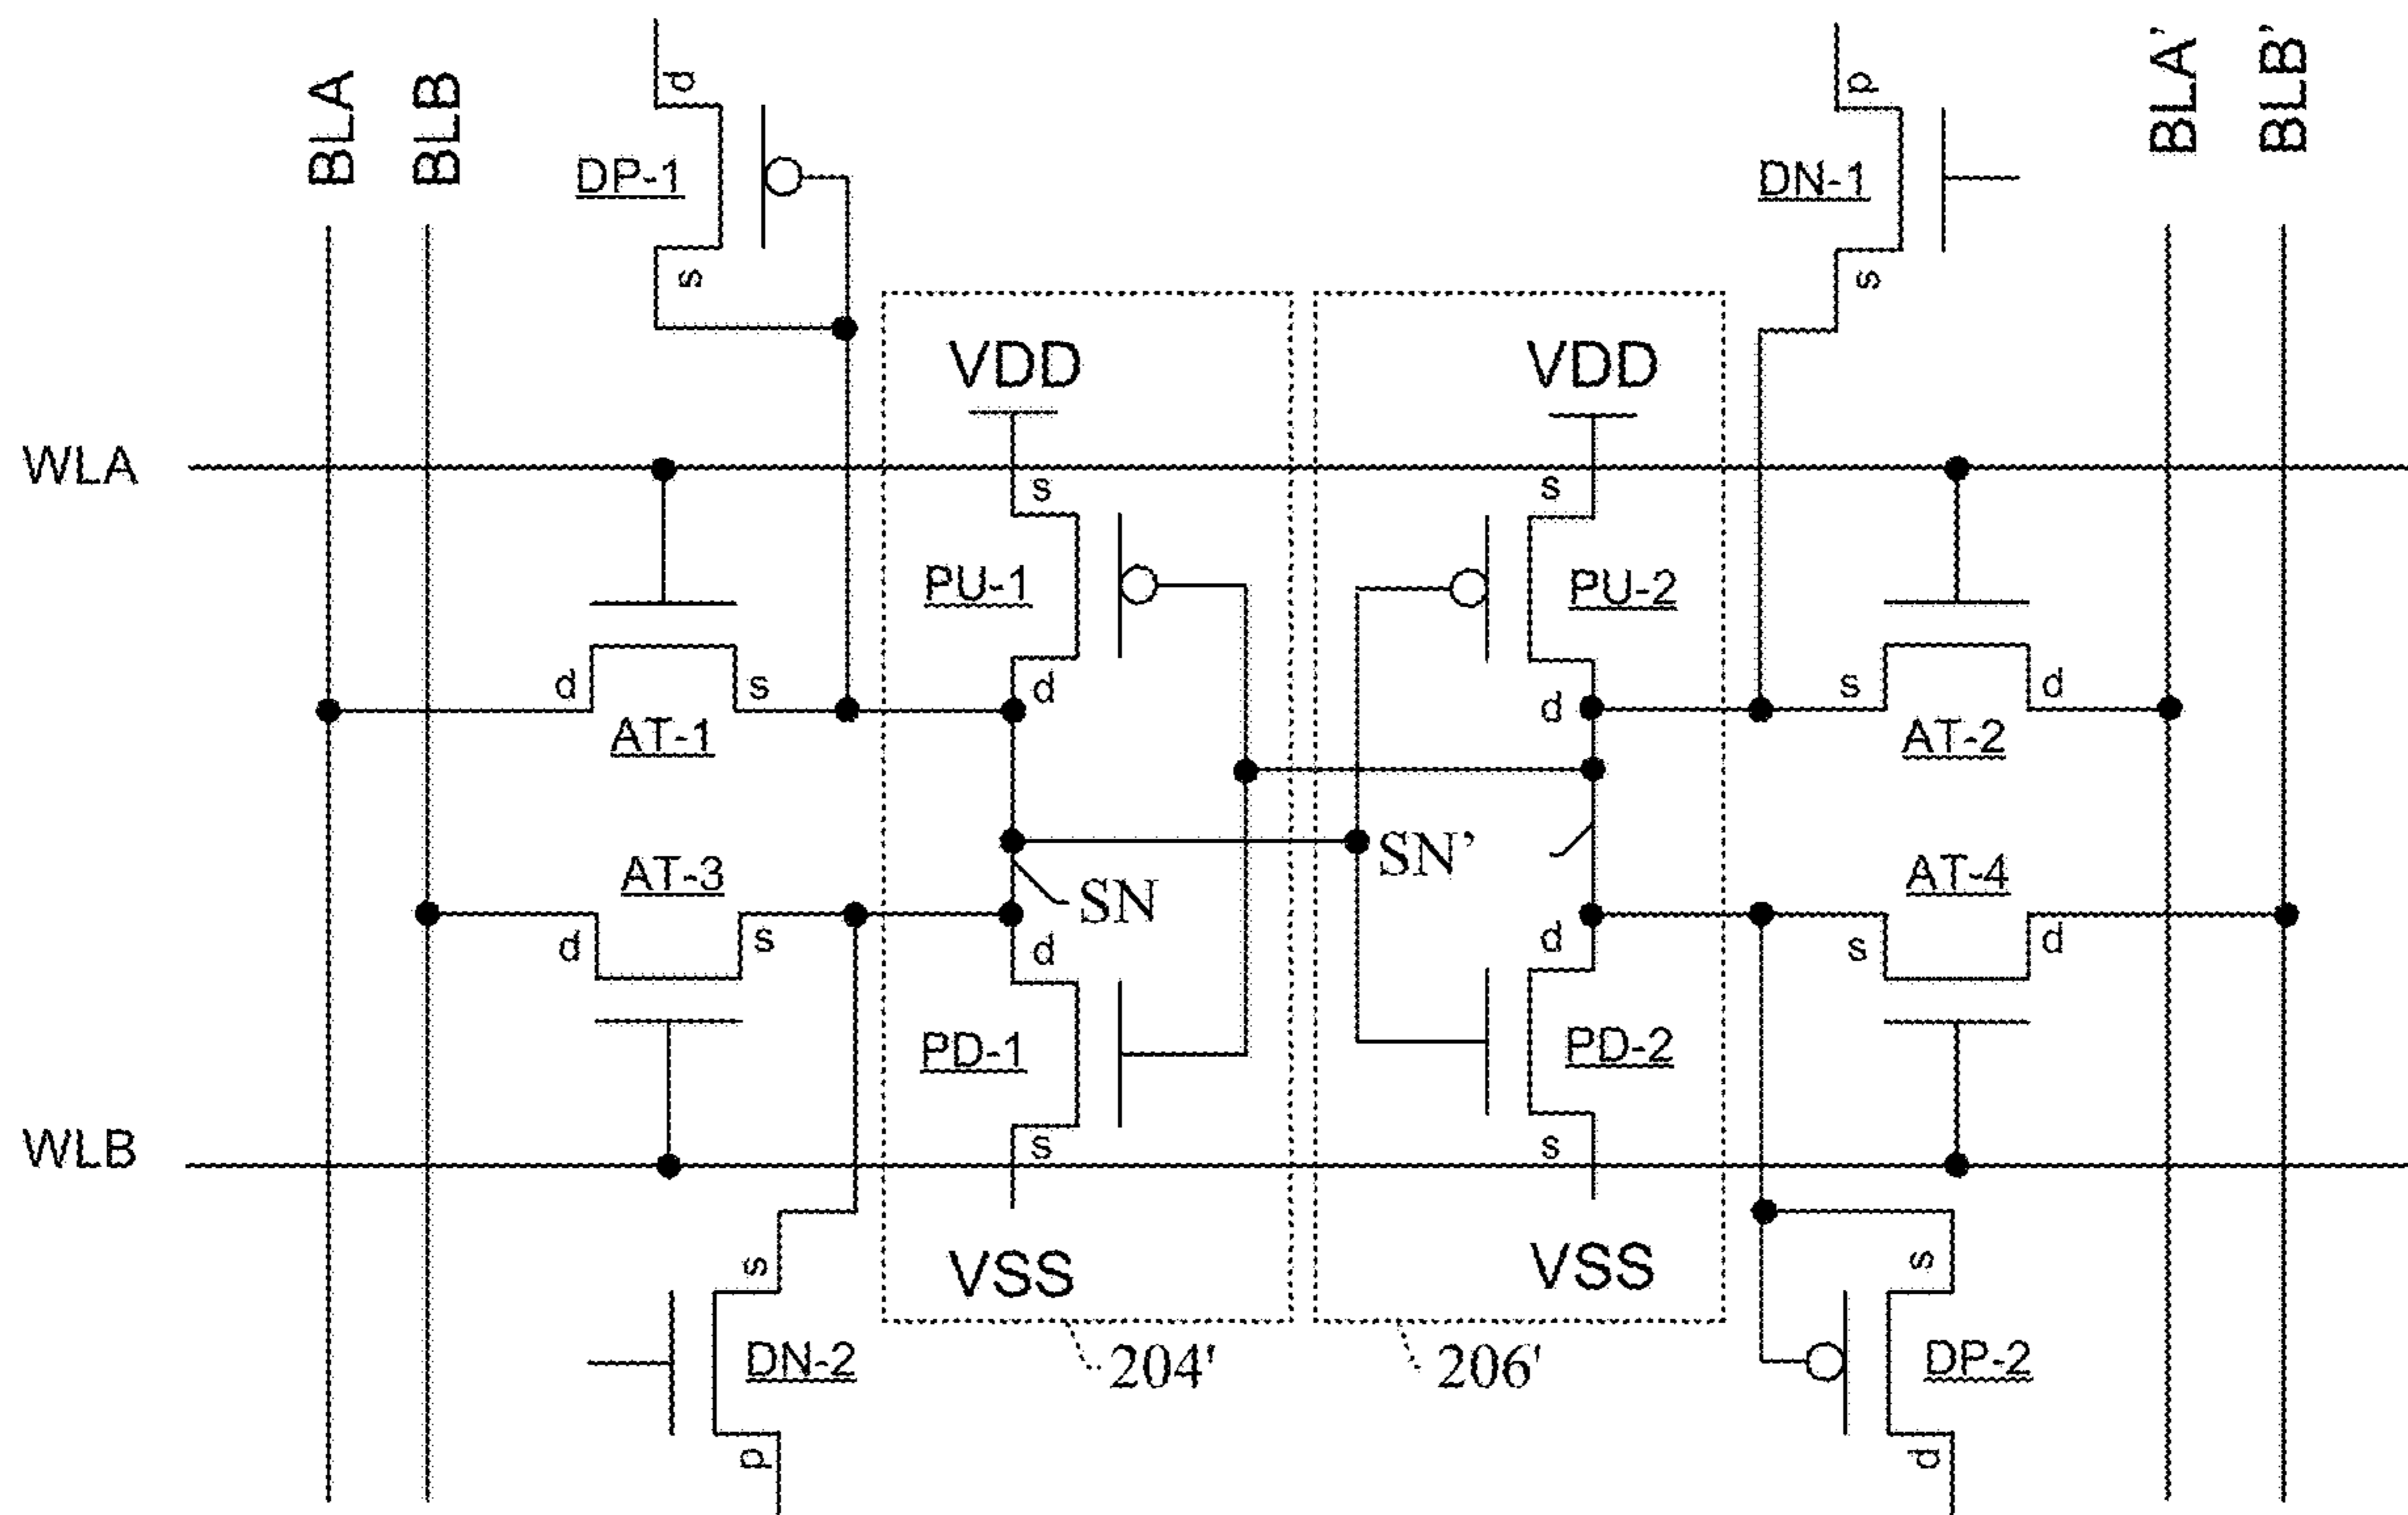 BLA
BLB
BLA'
BLB'
d
DP-1
s
d
DN-1
s
VDD
VDD
WLA
s
s
PU-1
PU-2
d
s
d
d
s
d
AT-1
AT-2
SN'
AT-3
SN
AT-4
d
s
d
d
s
d
PD-1
PD-2
WLB
s
s
VSS
VSS
s
s
DN-2
204'
206'
DP-2
d
d